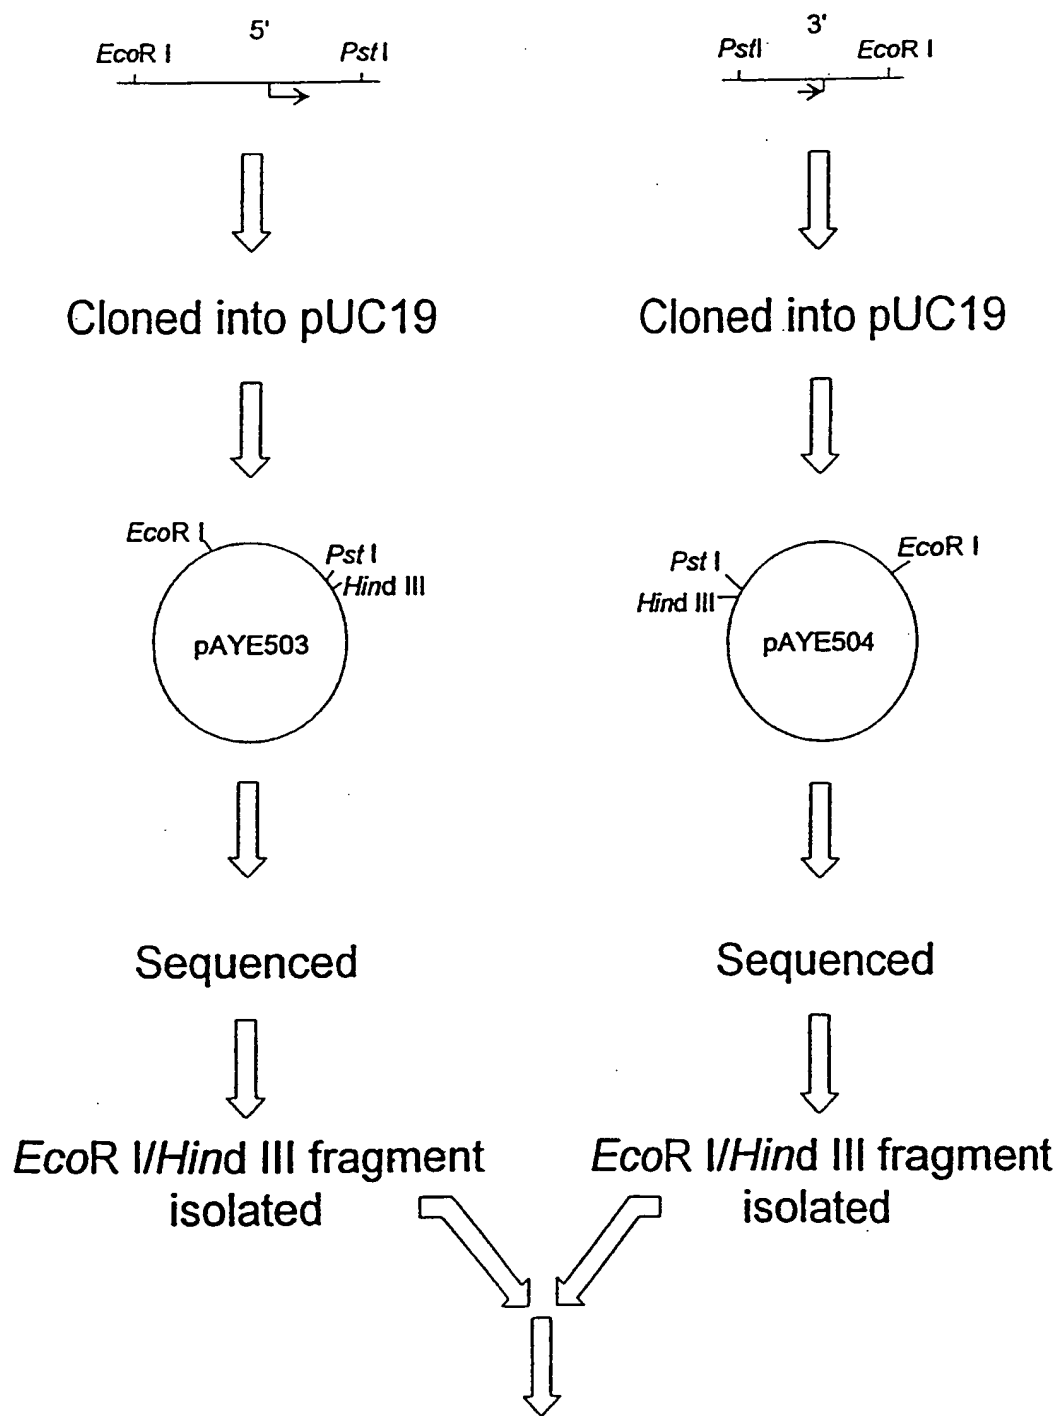 5'
EcoR I
Pst I
3'
PstI
EcoR I
Cloned into pUC19
Cloned into pUC19
EcoR I
Pst I
Hind III
pAYE503
EcoR I
Pst I
Hind III
pAYE504
Sequenced
Sequenced
EcoR I/Hind III fragment
isolated
EcoR I/Hind III fragment
isolated